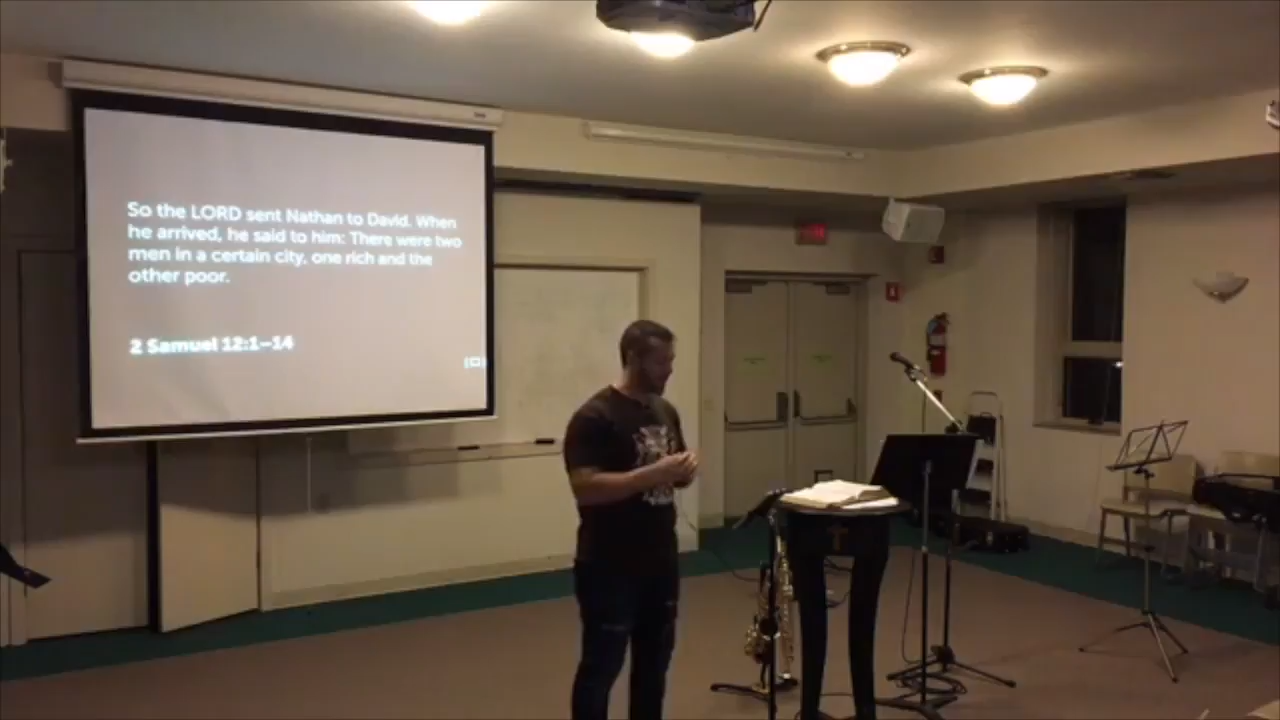 So the LORD sent Nathan to David. When
he arrived, he said to him: There were two
men in a certain city, one rich and the
other poor.
2 Samuel 12:1–14